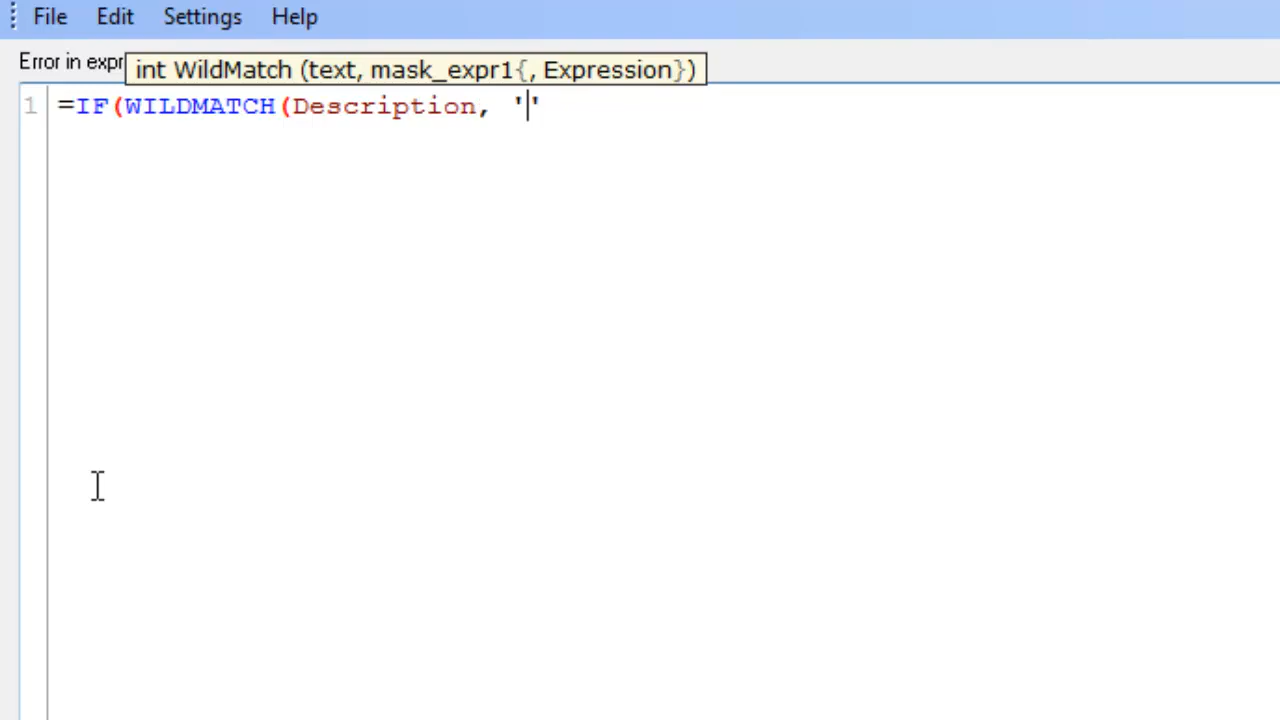 File Edit Settings Help
Error in expr
int WildMatch (text, mask_expr1{, Expression})
1 =IF(WILDMATCH(Description, ''